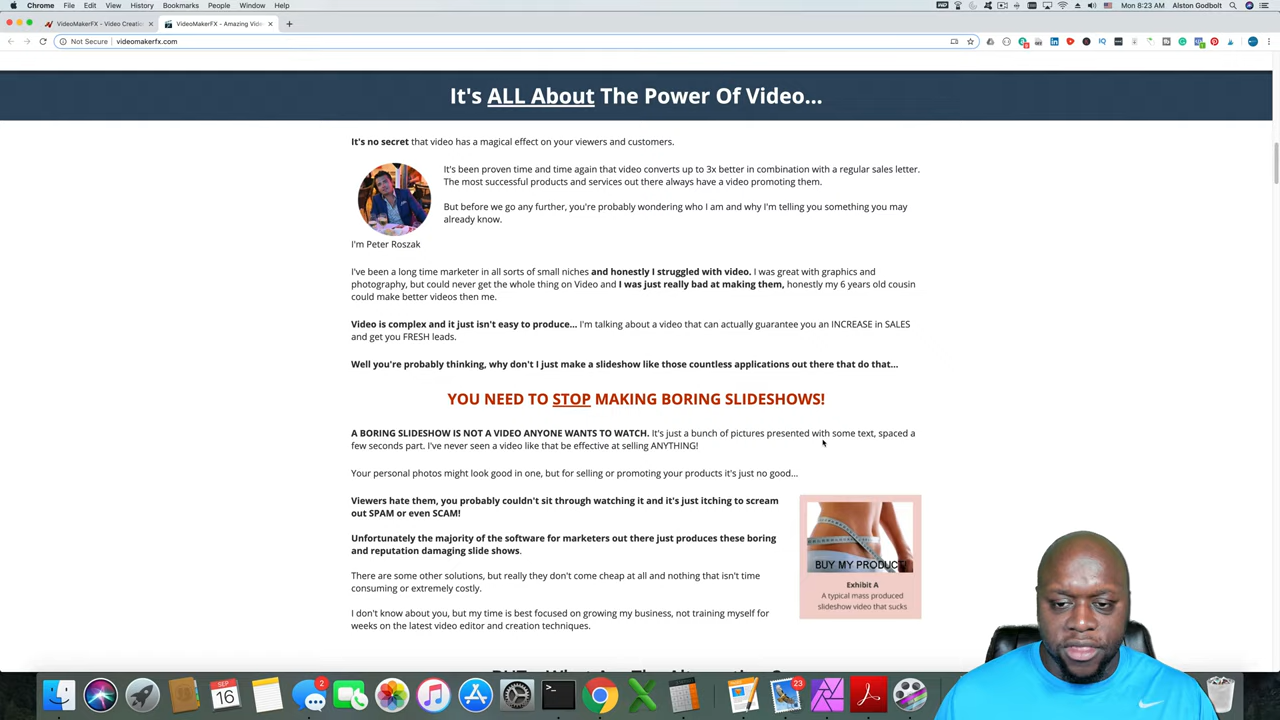 Chrome File Edit View History Bookmarks People Window Help
Mon 8:23 AM Alston Godbolt
VideoMakerFX - Video Creation
VideoMakerFX - Amazing Vide
Not Secure | videomakerfx.com
It's ALL About The Power Of Video...
It's no secret that video has a magical effect on your viewers and customers.
It's been proven time and time again that video converts up to 3x better in combination with a regular sales letter.
The most successful products and services out there always have a video promoting them.
But before we go any further, you're probably wondering who I am and why I'm telling you something you may
already know.
I'm Peter Roszak
I've been a long time marketer in all sorts of small niches and honestly I struggled with video. I was great with graphics and
photography, but could never get the whole thing on Video and I was just really bad at making them, honestly my 6 years old cousin
could make better videos then me.
Video is complex and it just isn't easy to produce... I'm talking about a video that can actually guarantee you an INCREASE in SALES
and get you FRESH leads.
Well you're probably thinking, why don't I just make a slideshow like those countless applications out there that do that...
YOU NEED TO STOP MAKING BORING SLIDESHOWS!
A BORING SLIDESHOW IS NOT A VIDEO ANYONE WANTS TO WATCH. It's just a bunch of pictures presented with some text, spaced a
few seconds part. I've never seen a video like that be effective at selling ANYTHING!
Your personal photos might look good in one, but for selling or promoting your products it's just no good...
Viewers hate them, you probably couldn't sit through watching it and it's just itching to scream
out SPAM or even SCAM!
Unfortunately the majority of the software for marketers out there just produces these boring
and reputation damaging slide shows.
There are some other solutions, but really they don't come cheap at all and nothing that isn't time
consuming or extremely costly.
I don't know about you, but my time is best focused on growing my business, not training myself for
weeks on the latest video editor and creation techniques.
BUY MY PRODUCT!
Exhibit A
A typical mass produced
slideshow video that sucks
SEP
16
2
23